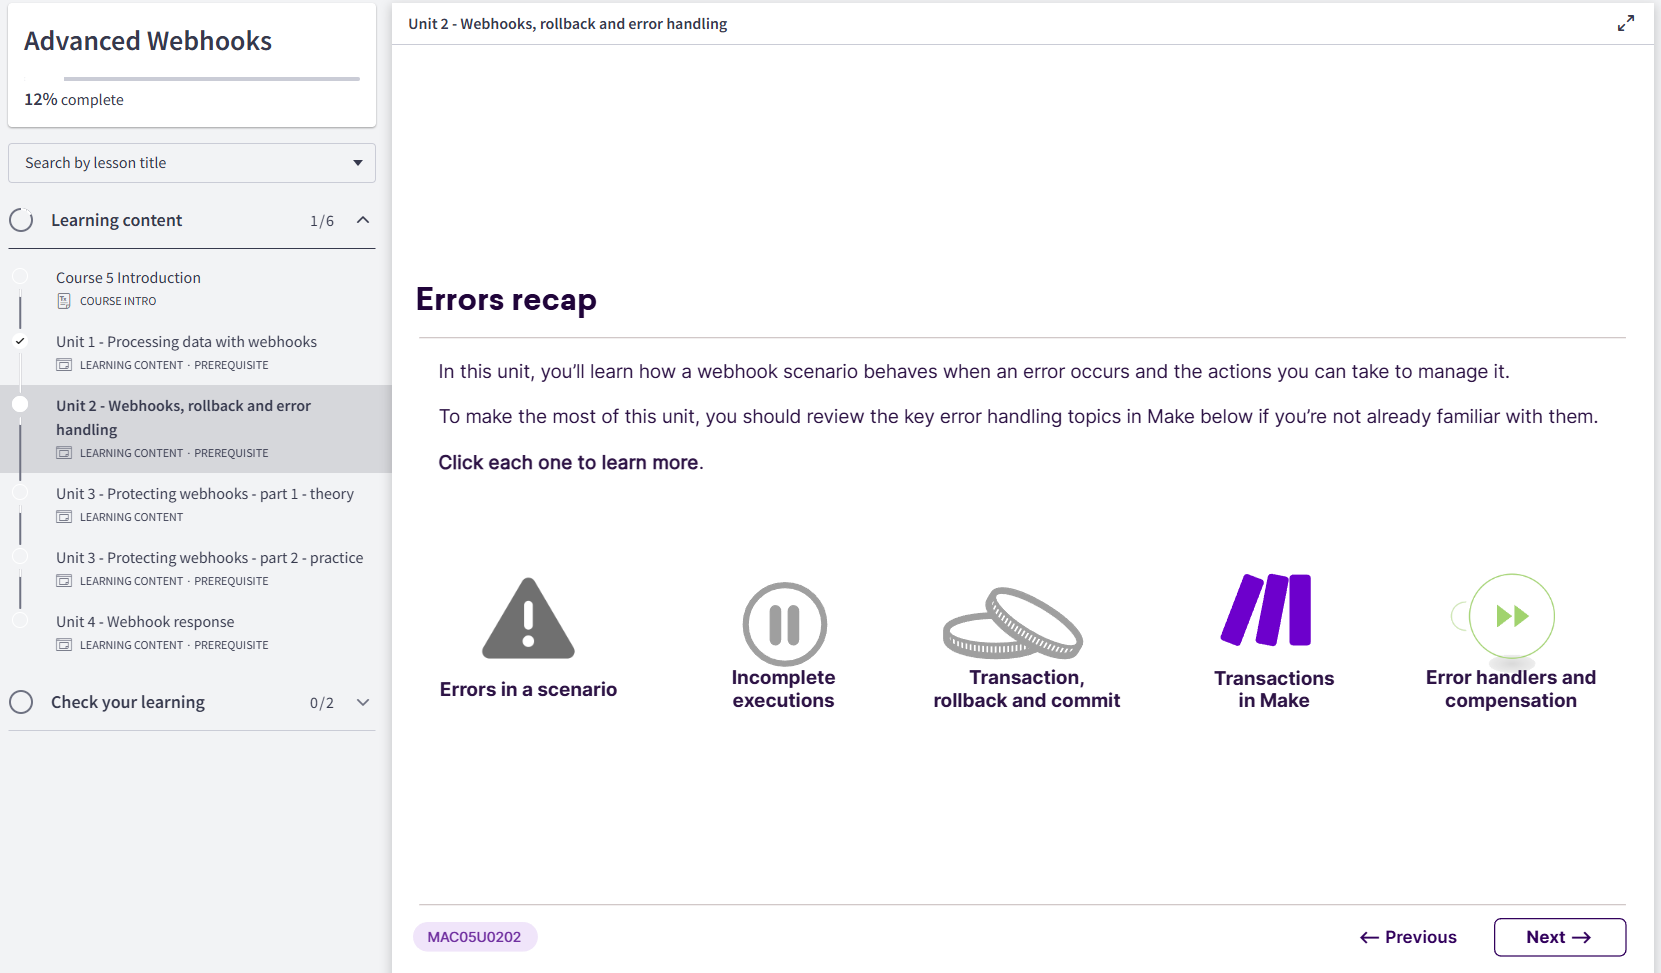 Advanced Webhooks
12% complete
Search by lesson title
Learning content 1/6
Course 5 Introduction
COURSE INTRO
Unit 1 - Processing data with webhooks
LEARNING CONTENT · PREREQUISITE
Unit 2 - Webhooks, rollback and error
handling
LEARNING CONTENT · PREREQUISITE
Unit 3 - Protecting webhooks - part 1 - theory
LEARNING CONTENT
Unit 3 - Protecting webhooks - part 2 - practice
LEARNING CONTENT · PREREQUISITE
Unit 4 - Webhook response
LEARNING CONTENT · PREREQUISITE
Check your learning 0/2
Unit 2 - Webhooks, rollback and error handling
Errors recap
In this unit, you’ll learn how a webhook scenario behaves when an error occurs and the actions you can take to manage it.
To make the most of this unit, you should review the key error handling topics in Make below if you’re not already familiar with them.
Click each one to learn more.
Errors in a scenario
Incomplete
executions
Transaction,
rollback and commit
Transactions
in Make
Error handlers and
compensation
MAC05U0202
← Previous
Next →